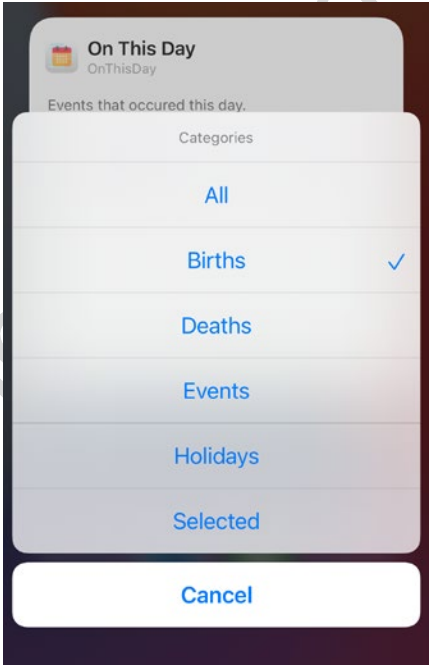 On This Day
OnThisDay
Events that occured this day.
Categories
All
Births
Deaths
Events
Holidays
Selected
Cancel